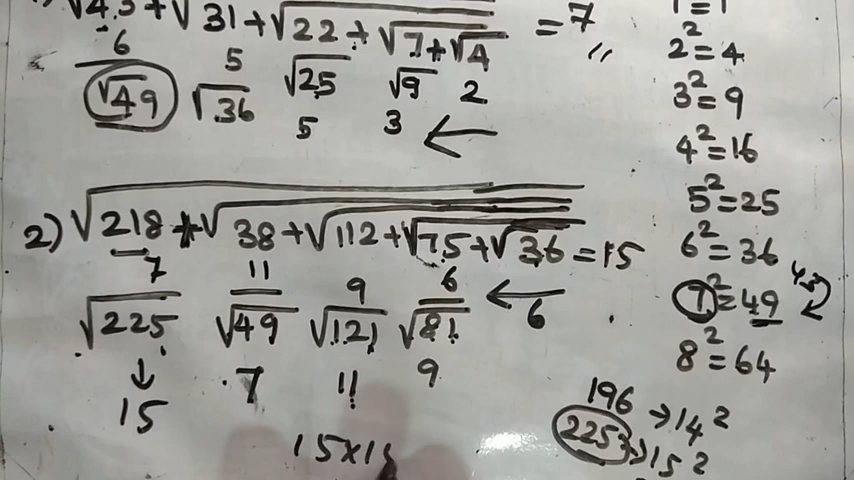 √43+√31+√22+√7+√4 = 7
6 5 √25 √9 2
√49 √36 5 3 ←
2) √218+√38+√112+√75+√36 = 15
7 11 9 6 ← 6
√225 √49 √121 √81
↓ 7 11 9
15
15×1
1=1
2²=4
3²=9
4²=16
5²=25
6²=36
7²=49
8²=64
196 →14²
225→15²